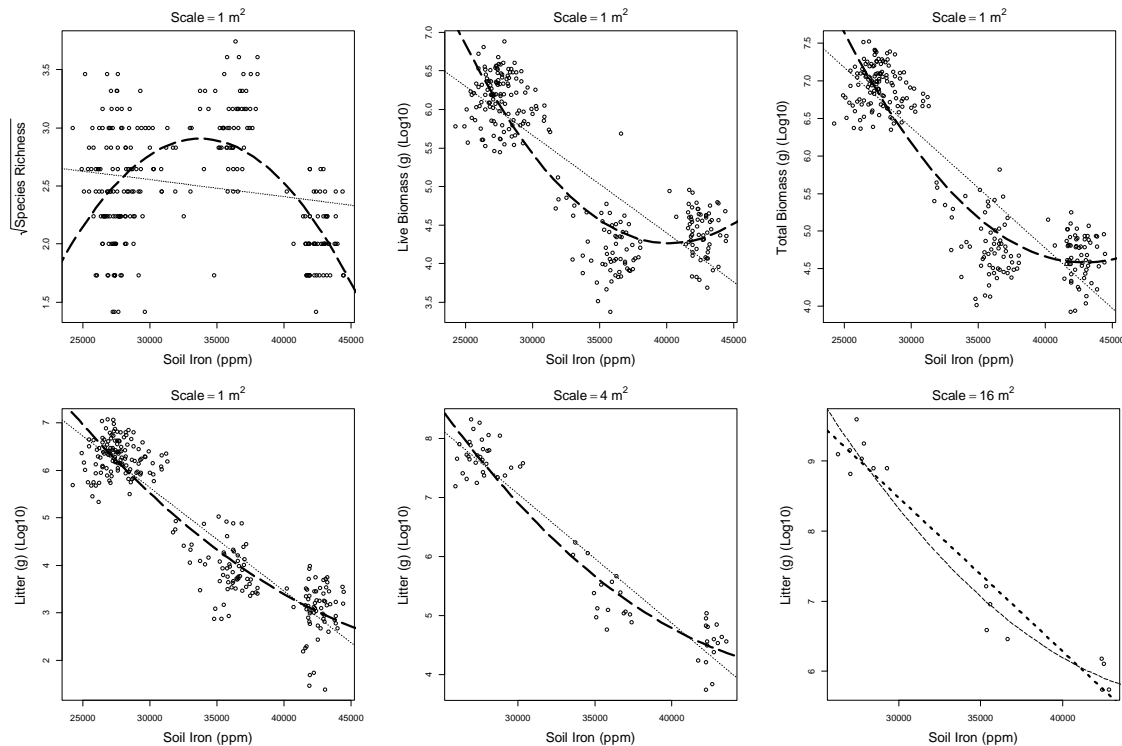 Scale = 1 m²
√Species Richness
3.5
3.0
2.5
2.0
1.5
25000 30000 35000 40000 45000
Soil Iron (ppm)
Scale = 1 m²
Live Biomass (g) (Log10)
7.0
6.5
6.0
5.5
5.0
4.5
4.0
3.5
25000 30000 35000 40000 45000
Soil Iron (ppm)
Scale = 1 m²
Total Biomass (g) (Log10)
7.5
7.0
6.5
6.0
5.5
5.0
4.5
4.0
25000 30000 35000 40000 45000
Soil Iron (ppm)
Scale = 1 m²
Litter (g) (Log10)
7
6
5
4
3
2
25000 30000 35000 40000 45000
Soil Iron (ppm)
Scale = 4 m²
Litter (g) (Log10)
8
7
6
5
4
30000 35000 40000
Soil Iron (ppm)
Scale = 16 m²
Litter (g) (Log10)
9
8
7
6
30000 35000 40000
Soil Iron (ppm)